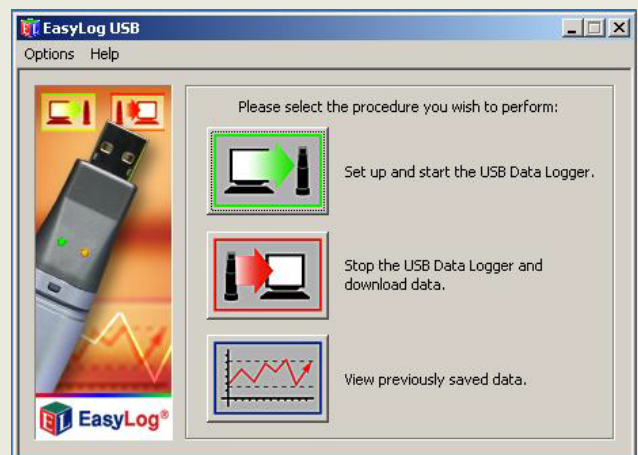 EasyLog USB
Options Help
Please select the procedure you wish to perform:
Set up and start the USB Data Logger.
Stop the USB Data Logger and
download data.
View previously saved data.
EL EasyLog®